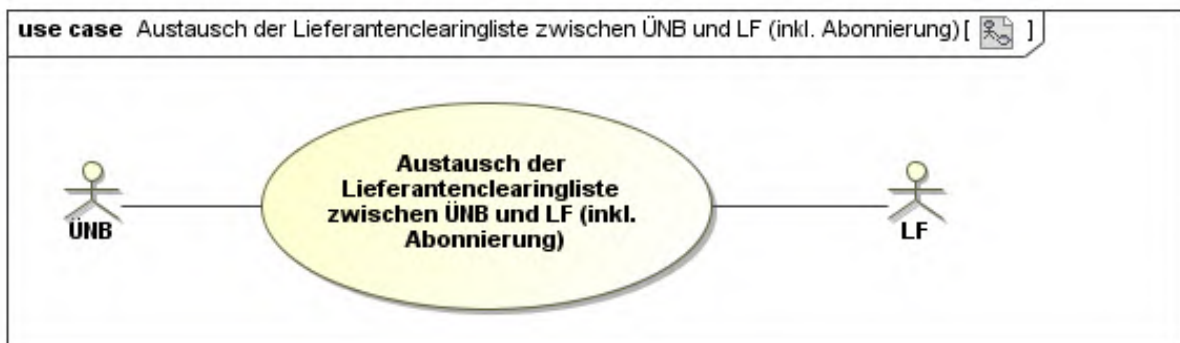 use case Austausch der Lieferantenclearingliste zwischen ÜNB und LF (inkl. Abonnierung) [ ]
Austausch der
Lieferantenclearingliste
zwischen ÜNB und LF (inkl.
Abonnierung)
ÜNB
LF